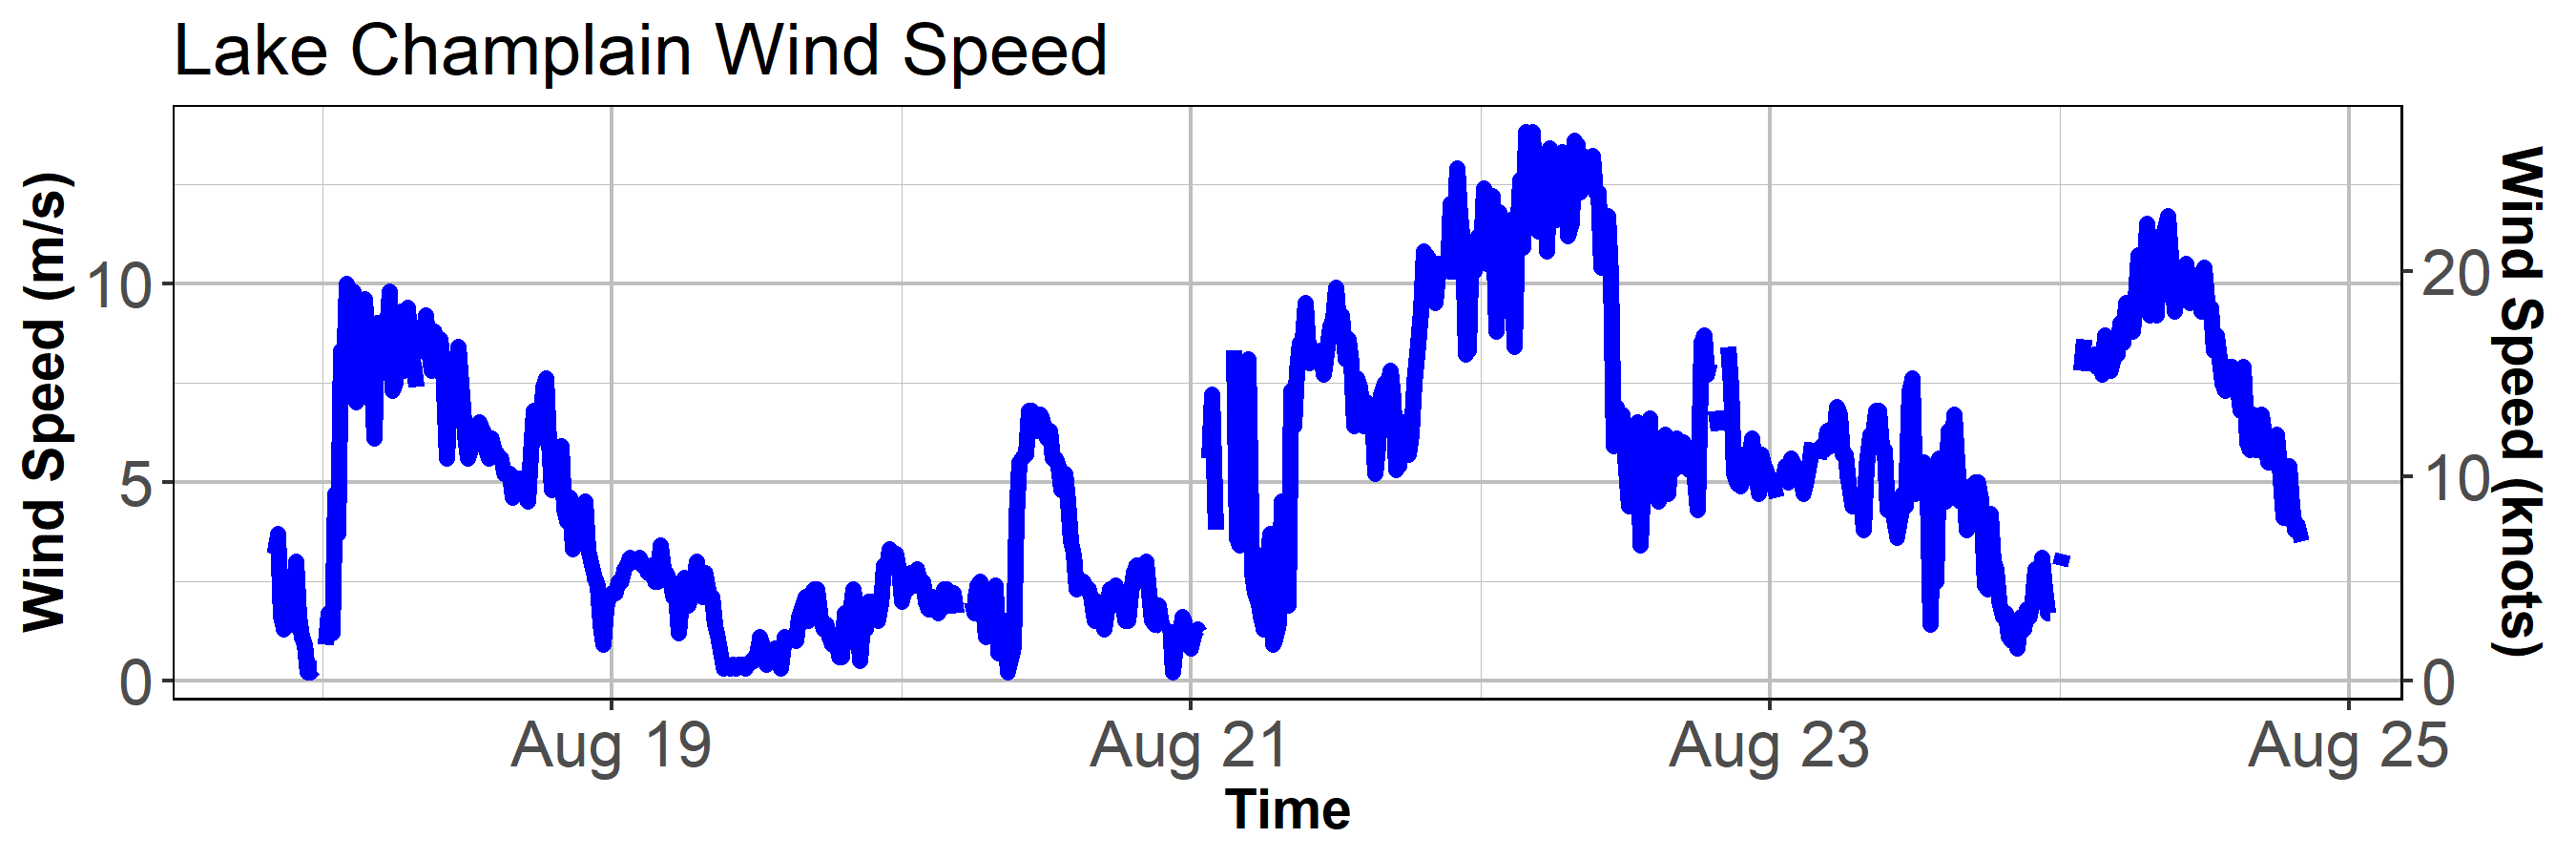 Lake Champlain Wind Speed
Wind Speed (m/s)
10
5
0
20
10
0
Wind Speed (knots)
Aug 19
Aug 21
Aug 23
Aug 25
Time